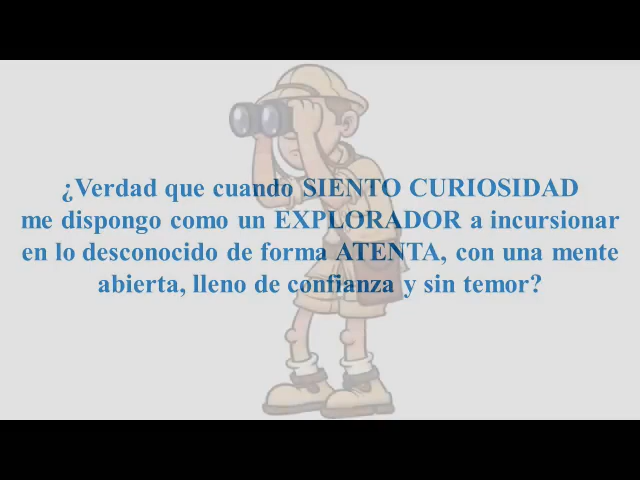 ¿Verdad que cuando SIENTO CURIOSIDAD
me dispongo como un EXPLORADOR a incursionar
en lo desconocido de forma ATENTA, con una mente
abierta, lleno de confianza y sin temor?